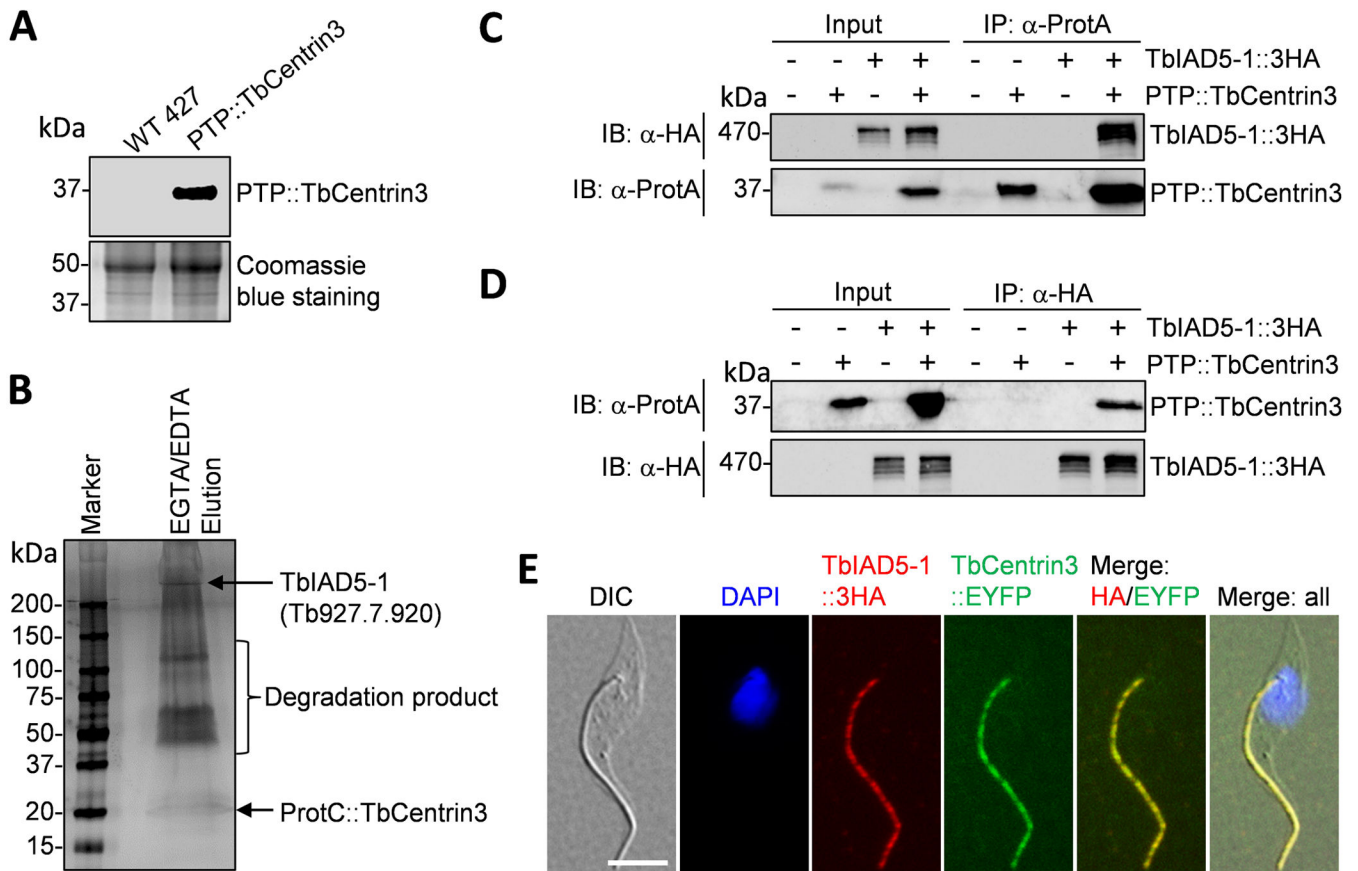 A
kDa
WT 427
PTP::TbCentrin3
37-
PTP::TbCentrin3
50-
37-
Coomassie
blue staining
B
Marker
EGTA/EDTA
Elution
kDa
200-
150-
100-
75-
50-
37-
20-
15-
TbIAD5-1
(Tb927.7.920)
Degradation product
ProtC::TbCentrin3
C
Input IP: α-ProtA
- - + + - - + + TbIAD5-1::3HA
- + - + - + - + PTP::TbCentrin3
kDa
IB: α-HA 470- TbIAD5-1::3HA
IB: α-ProtA 37- PTP::TbCentrin3
D
Input IP: α-HA
- - + + - - + + TbIAD5-1::3HA
- + - + - + - + PTP::TbCentrin3
kDa
IB: α-ProtA 37- PTP::TbCentrin3
IB: α-HA 470- TbIAD5-1::3HA
E
DIC
DAPI
TbIAD5-1
::3HA
TbCentrin3
::EYFP
Merge:
HA/EYFP
Merge: all